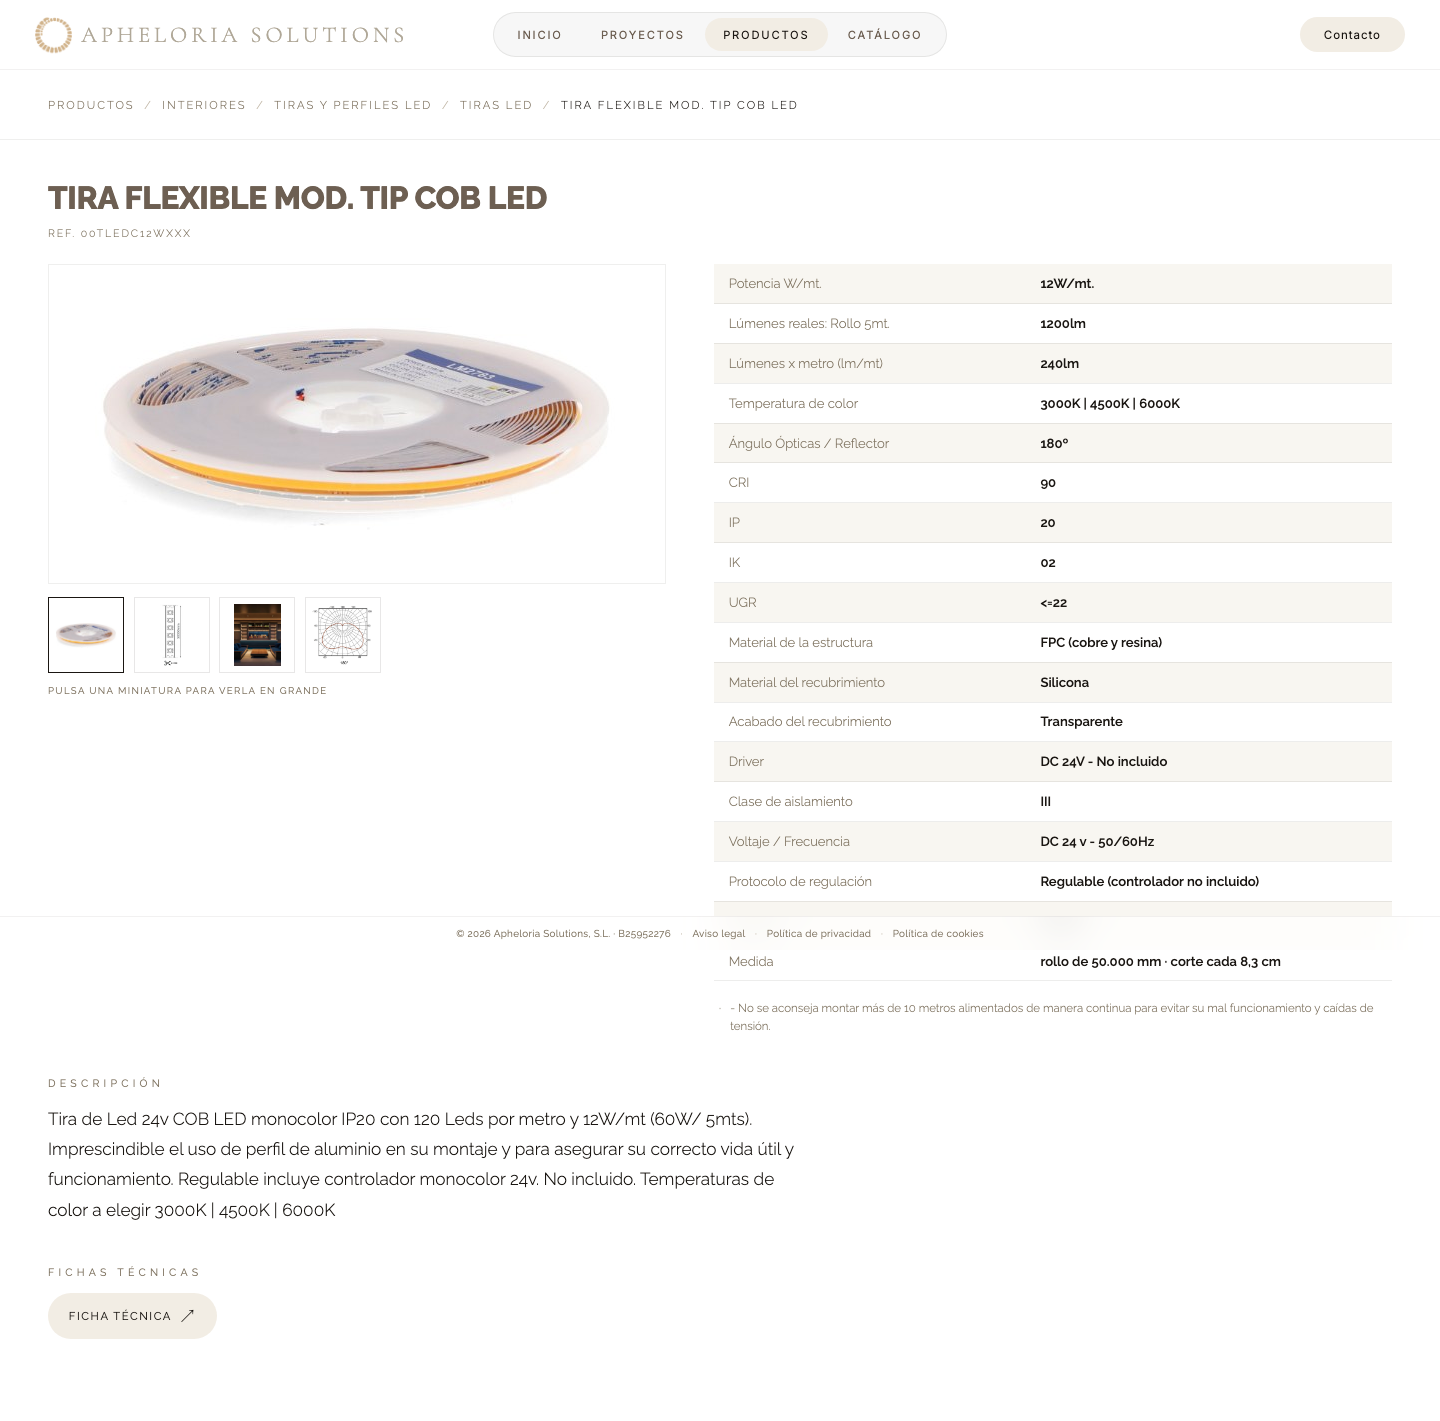 APHELORIA SOLUTIONS
INICIO
PROYECTOS
PRODUCTOS
CATÁLOGO
Contacto
PRODUCTOS / INTERIORES / TIRAS Y PERFILES LED / TIRAS LED / TIRA FLEXIBLE MOD. TIP COB LED
TIRA FLEXIBLE MOD. TIP COB LED
REF. 00TLEDC12WXXX
LM2763
PULSA UNA MINIATURA PARA VERLA EN GRANDE
Potencia W/mt. 12W/mt.
Lúmenes reales: Rollo 5mt. 1200lm
Lúmenes x metro (lm/mt) 240lm
Temperatura de color 3000K | 4500K | 6000K
Ángulo Ópticas / Reflector 180º
CRI 90
IP 20
IK 02
UGR <=22
Material de la estructura FPC (cobre y resina)
Material del recubrimiento Silicona
Acabado del recubrimiento Transparente
Driver DC 24V - No incluido
Clase de aislamiento III
Voltaje / Frecuencia DC 24 v - 50/60Hz
Protocolo de regulación Regulable (controlador no incluido)
© 2026 Apheloria Solutions, S.L. · B25952276 · Aviso legal · Política de privacidad · Política de cookies
Medida rollo de 50.000 mm · corte cada 8,3 cm
· - No se aconseja montar más de 10 metros alimentados de manera continua para evitar su mal funcionamiento y caídas de
tensión.
DESCRIPCIÓN
Tira de Led 24v COB LED monocolor IP20 con 120 Leds por metro y 12W/mt (60W/ 5mts).
Imprescindible el uso de perfil de aluminio en su montaje y para asegurar su correcto vida útil y
funcionamiento. Regulable incluye controlador monocolor 24v. No incluido. Temperaturas de
color a elegir 3000K | 4500K | 6000K
FICHAS TÉCNICAS
FICHA TÉCNICA